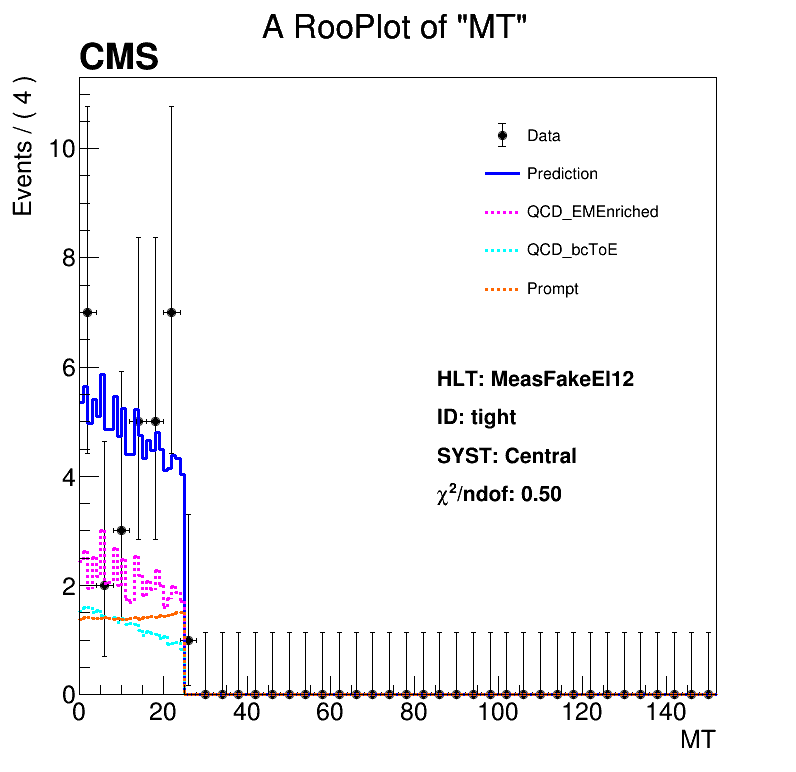 A RooPlot of "MT"
CMS
Events / ( 4 )
10
8
6
4
2
0
0 20 40 60 80 100 120 140
MT
Data
Prediction
QCD_EMEnriched
QCD_bcToE
Prompt
HLT: MeasFakeEl12
ID: tight
SYST: Central
χ²/ndof: 0.50